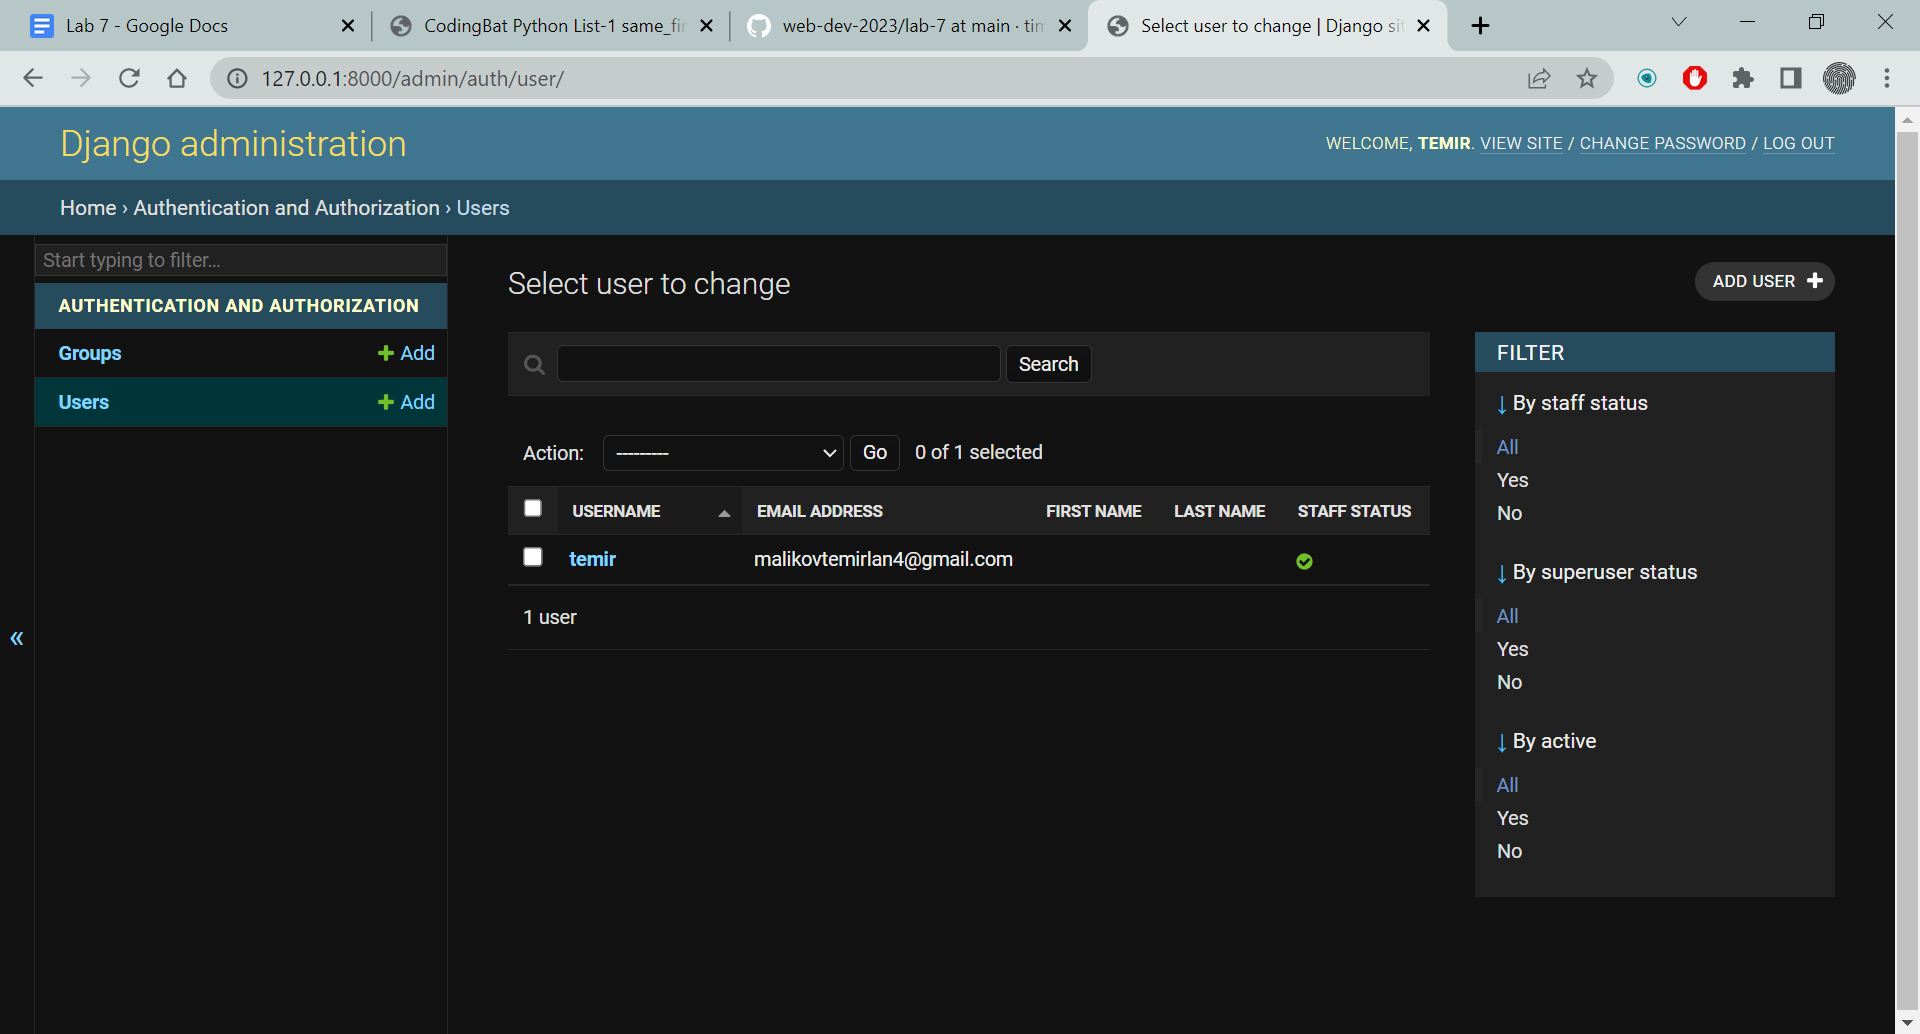 Lab 7 - Google Docs
CodingBat Python List-1 same_fir
web-dev-2023/lab-7 at main · tim
Select user to change | Django sit
127.0.0.1:8000/admin/auth/user/
Django administration
WELCOME, TEMIR. VIEW SITE / CHANGE PASSWORD / LOG OUT
Home › Authentication and Authorization › Users
Start typing to filter...
AUTHENTICATION AND AUTHORIZATION
Groups
+ Add
Users
+ Add
«
Select user to change
ADD USER +
Search
Action:
---------
Go
0 of 1 selected
USERNAME EMAIL ADDRESS FIRST NAME LAST NAME STAFF STATUS
temir malikovtemirlan4@gmail.com
1 user
FILTER
↓ By staff status
All
Yes
No
↓ By superuser status
All
Yes
No
↓ By active
All
Yes
No